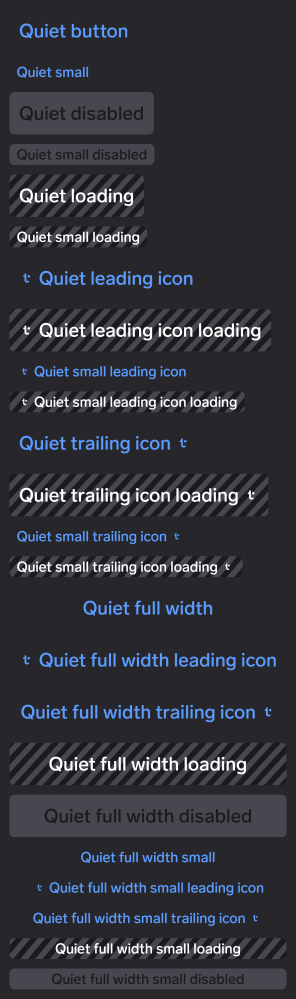 Quiet button
Quiet small
Quiet disabled
Quiet small disabled
Quiet loading
Quiet small loading
Quiet leading icon
Quiet leading icon loading
Quiet small leading icon
Quiet small leading icon loading
Quiet trailing icon
Quiet trailing icon loading
Quiet small trailing icon
Quiet small trailing icon loading
Quiet full width
Quiet full width leading icon
Quiet full width trailing icon
Quiet full width loading
Quiet full width disabled
Quiet full width small
Quiet full width small leading icon
Quiet full width small trailing icon
Quiet full width small loading
Quiet full width small disabled